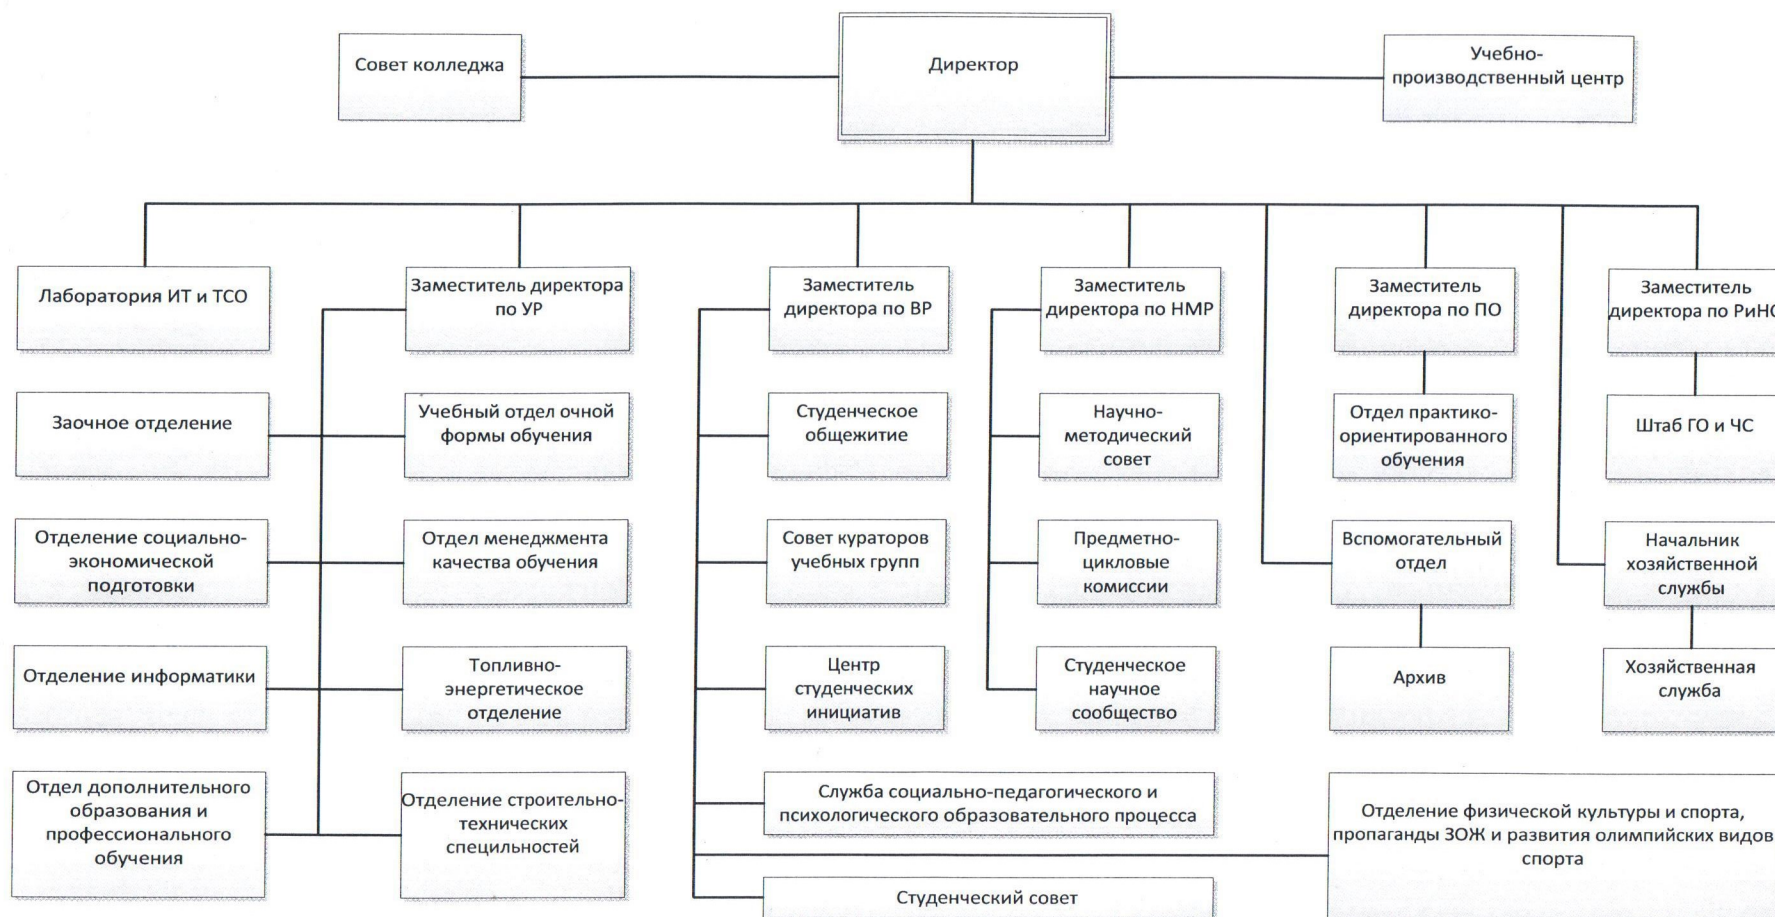 Совет колледжа
Директор
Учебно-
производственный центр
Лаборатория ИТ и ТСО
Заместитель директора
по УР
Заместитель
директора по ВР
Заместитель
директора по НМР
Заместитель
директора по ПО
Заместитель
директора по РиНО
Заочное отделение
Учебный отдел очной
формы обучения
Студенческое
общежитие
Научно-
методический
совет
Отдел практико-
ориентированного
обучения
Штаб ГО и ЧС
Отделение социально-
экономической
подготовки
Отдел менеджмента
качества обучения
Совет кураторов
учебных групп
Предметно-
цикловые
комиссии
Вспомогательный
отдел
Начальник
хозяйственной
службы
Отделение информатики
Топливно-
энергетическое
отделение
Центр
студенческих
инициатив
Студенческое
научное
сообщество
Архив
Хозяйственная
служба
Отдел дополнительного
образования и
профессионального
обучения
Отделение строительно-
технических
специльностей
Служба социально-педагогического и
психологического образовательного процесса
Отделение физической культуры и спорта,
пропаганды ЗОЖ и развития олимпийских видов
спорта
Студенческий совет